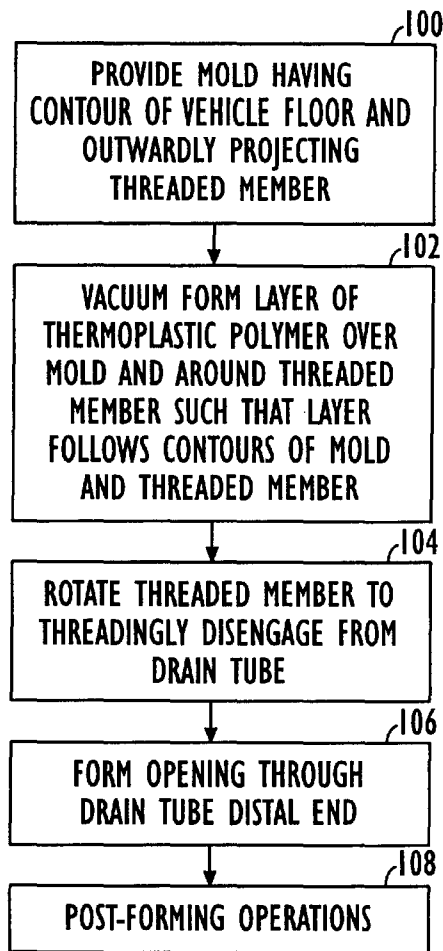 100
PROVIDE MOLD HAVING
CONTOUR OF VEHICLE FLOOR AND
OUTWARDLY PROJECTING
THREADED MEMBER
102
VACUUM FORM LAYER OF
THERMOPLASTIC POLYMER OVER
MOLD AND AROUND THREADED
MEMBER SUCH THAT LAYER
FOLLOWS CONTOURS OF MOLD
AND THREADED MEMBER
104
ROTATE THREADED MEMBER TO
THREADINGLY DISENGAGE FROM
DRAIN TUBE
106
FORM OPENING THROUGH
DRAIN TUBE DISTAL END
108
POST-FORMING OPERATIONS